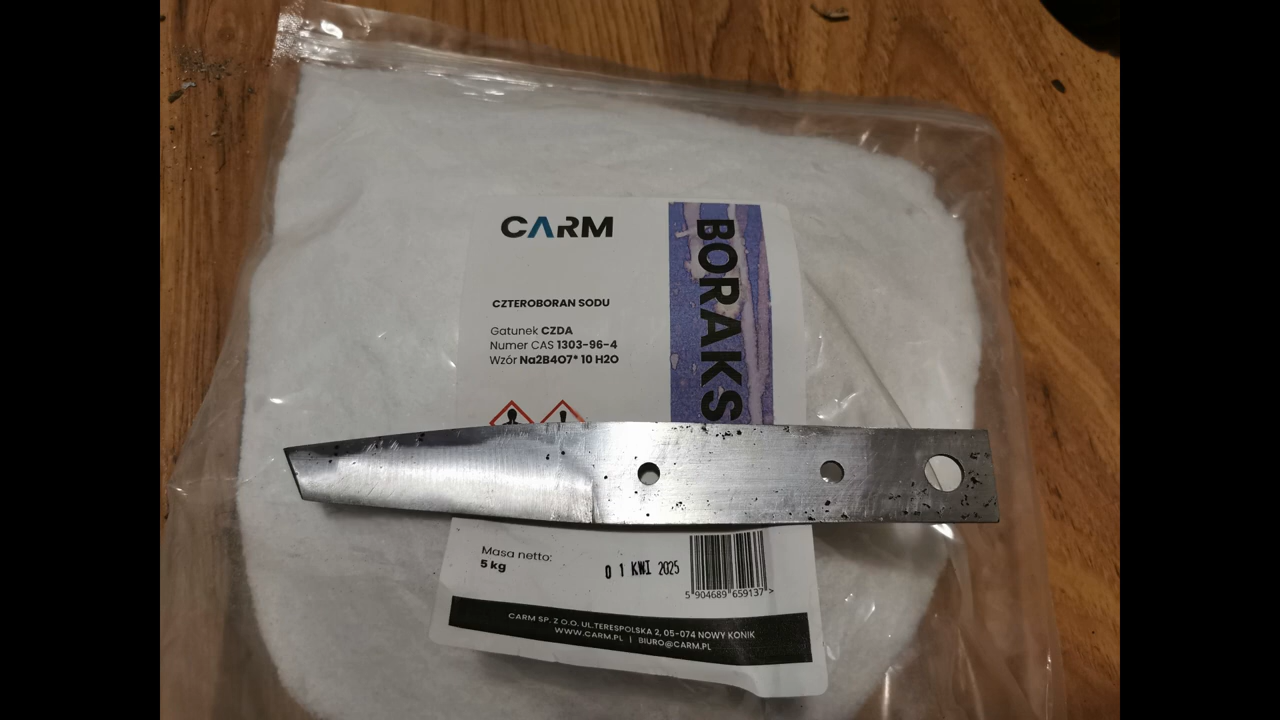 CARM
BORAKS
CZTEROBORAN SODU
Gatunek CZDA
Numer CAS 1303-96-4
Wzór Na2B4O7* 10 H2O
Masa netto:
5 kg
0 1 KWI 2025
5 904689 659137 >
CARM SP. Z O.O. UL.TERESPOLSKA 2, 05-074 NOWY KONIK
WWW.CARM.PL | BIURO@CARM.PL